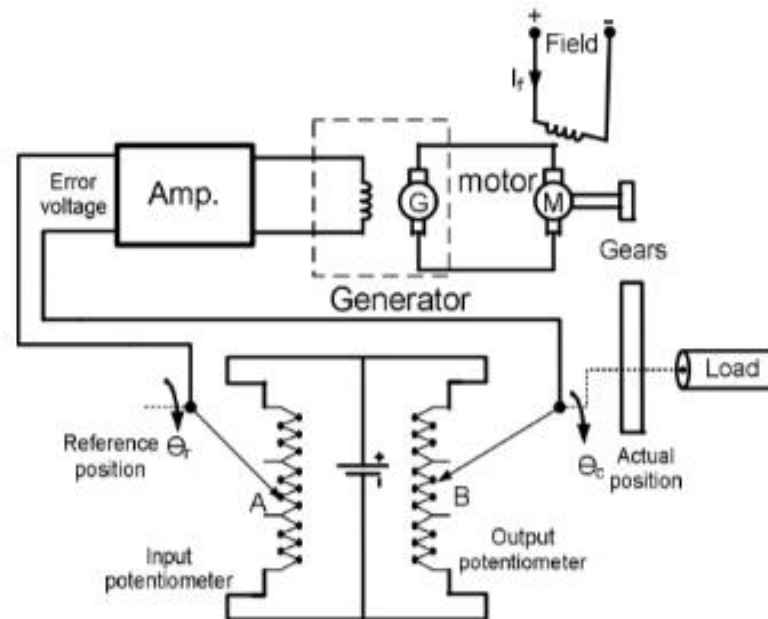 + -
Field
If
Error
voltage
Amp.
G
motor
M
Gears
Generator
Load
Reference
position
Θr
A
+
-
B
Θc
Actual
position
Input
potentiometer
Output
potentiometer